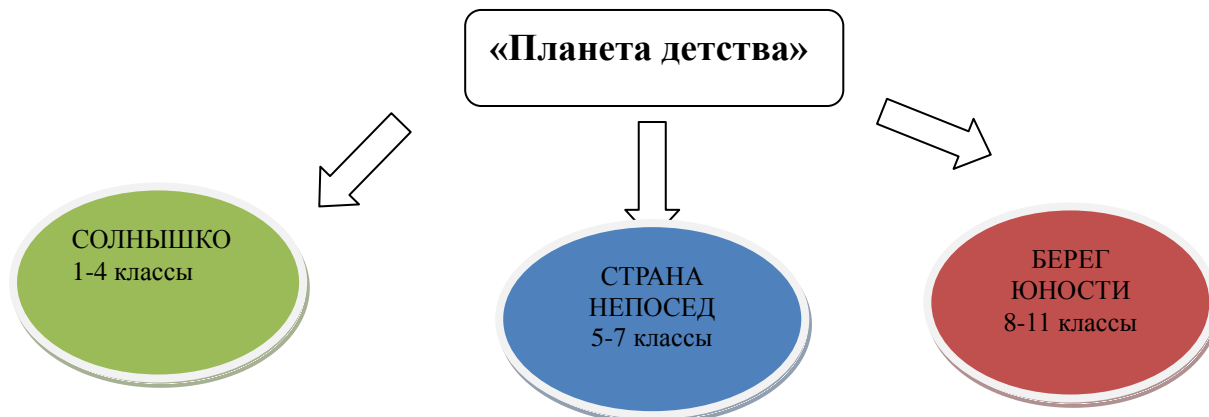 «Планета детства»
СОЛНЫШКО
1-4 классы
СТРАНА
НЕПОСЕД
5-7 классы
БЕРЕГ
ЮНОСТИ
8-11 классы